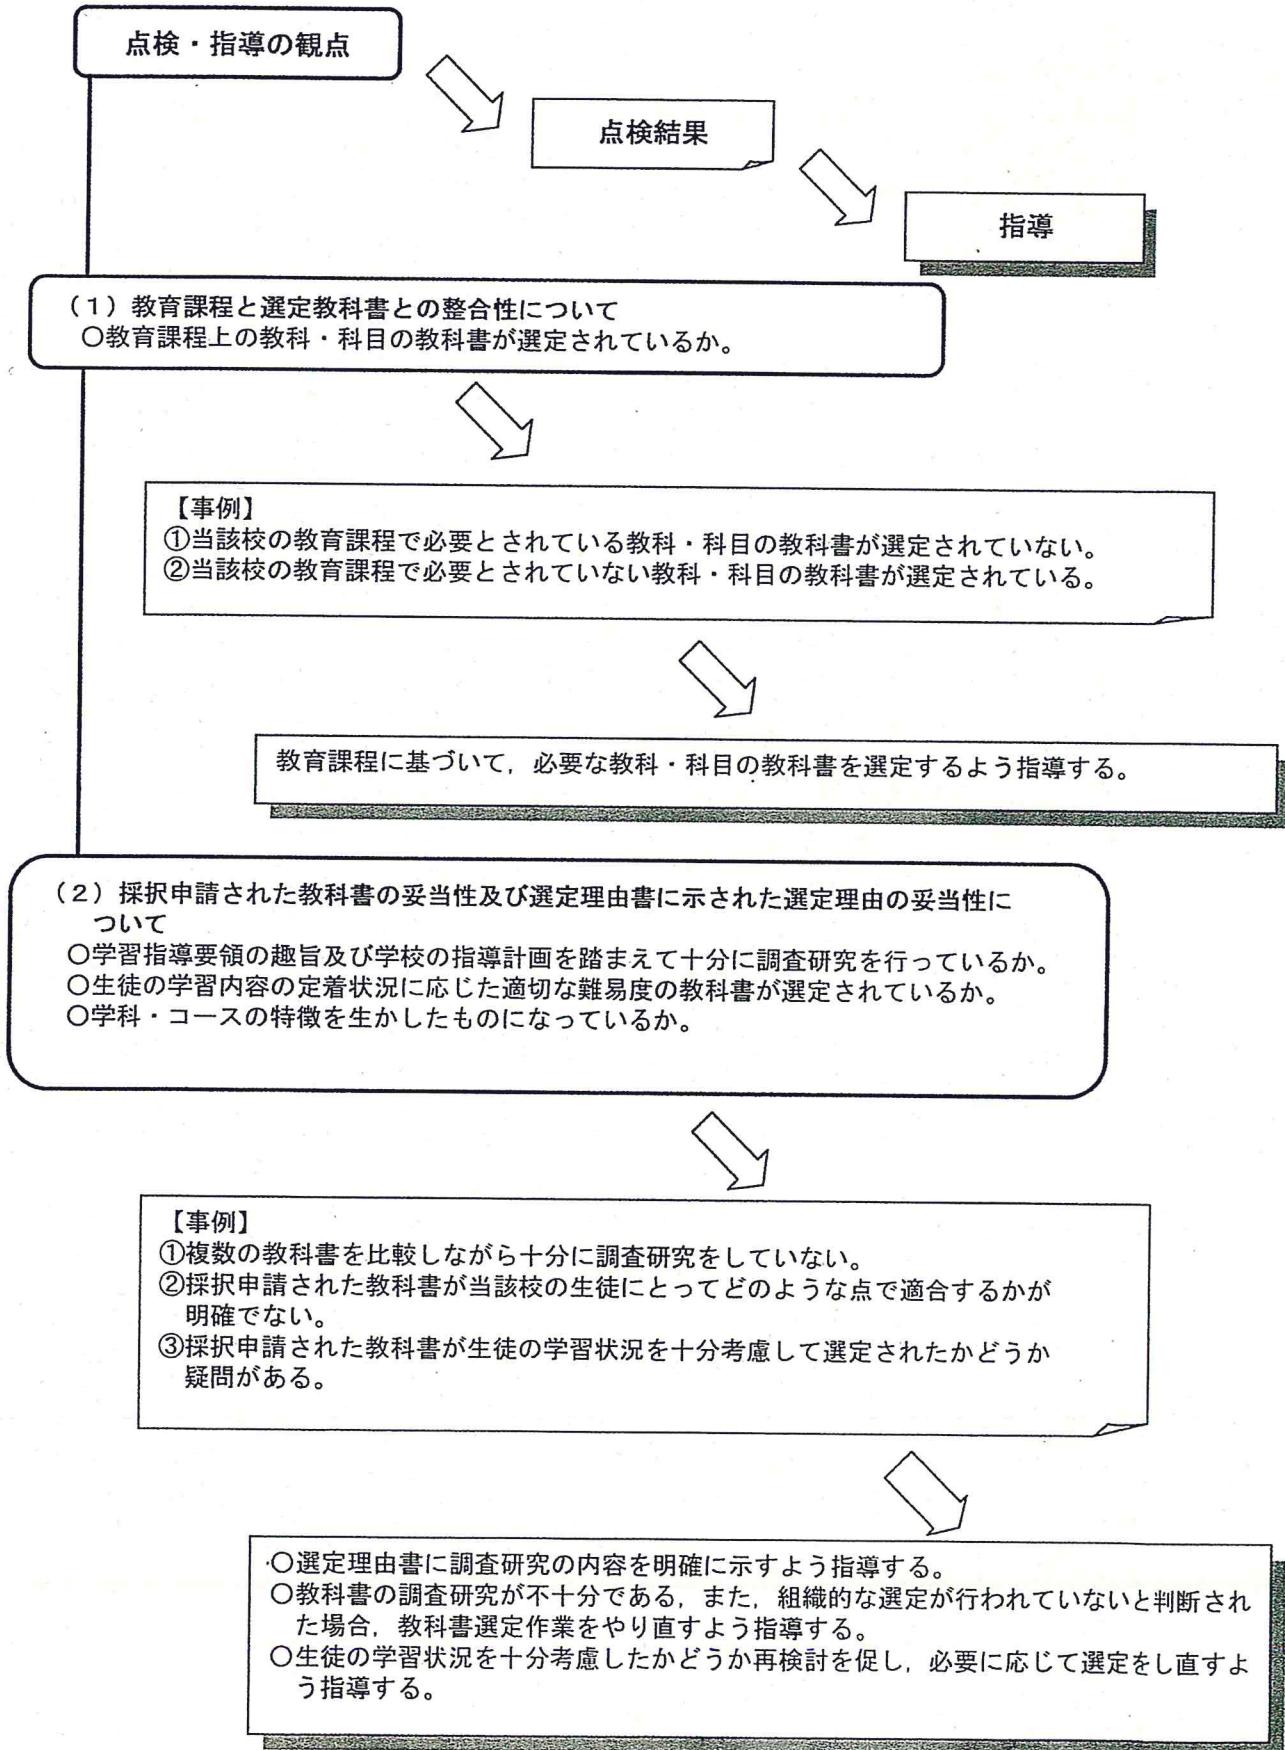 点検・指導の観点
点検結果
指導
(1)教育課程と選定教科書との整合性について
○教育課程上の教科・科目の教科書が選定されているか。
【事例】
①当該校の教育課程で必要とされている教科・科目の教科書が選定されていない。
②当該校の教育課程で必要とされていない教科・科目の教科書が選定されている。
教育課程に基づいて,必要な教科・科目の教科書を選定するよう指導する。
(2)採択申請された教科書の妥当性及び選定理由書に示された選定理由の妥当性に
ついて
○学習指導要領の趣旨及び学校の指導計画を踏まえて十分に調査研究を行っているか。
○生徒の学習内容の定着状況に応じた適切な難易度の教科書が選定されているか。
○学科・コースの特徴を生かしたものになっているか。
【事例】
①複数の教科書を比較しながら十分に調査研究をしていない。
②採択申請された教科書が当該校の生徒にとってどのような点で適合するかが
明確でない。
③採択申請された教科書が生徒の学習状況を十分考慮して選定されたかどうか
疑問がある。
○選定理由書に調査研究の内容を明確に示すよう指導する。
○教科書の調査研究が不十分である,また,組織的な選定が行われていないと判断され
た場合,教科書選定作業をやり直すよう指導する。
○生徒の学習状況を十分考慮したかどうか再検討を促し,必要に応じて選定をし直すよ
う指導する。